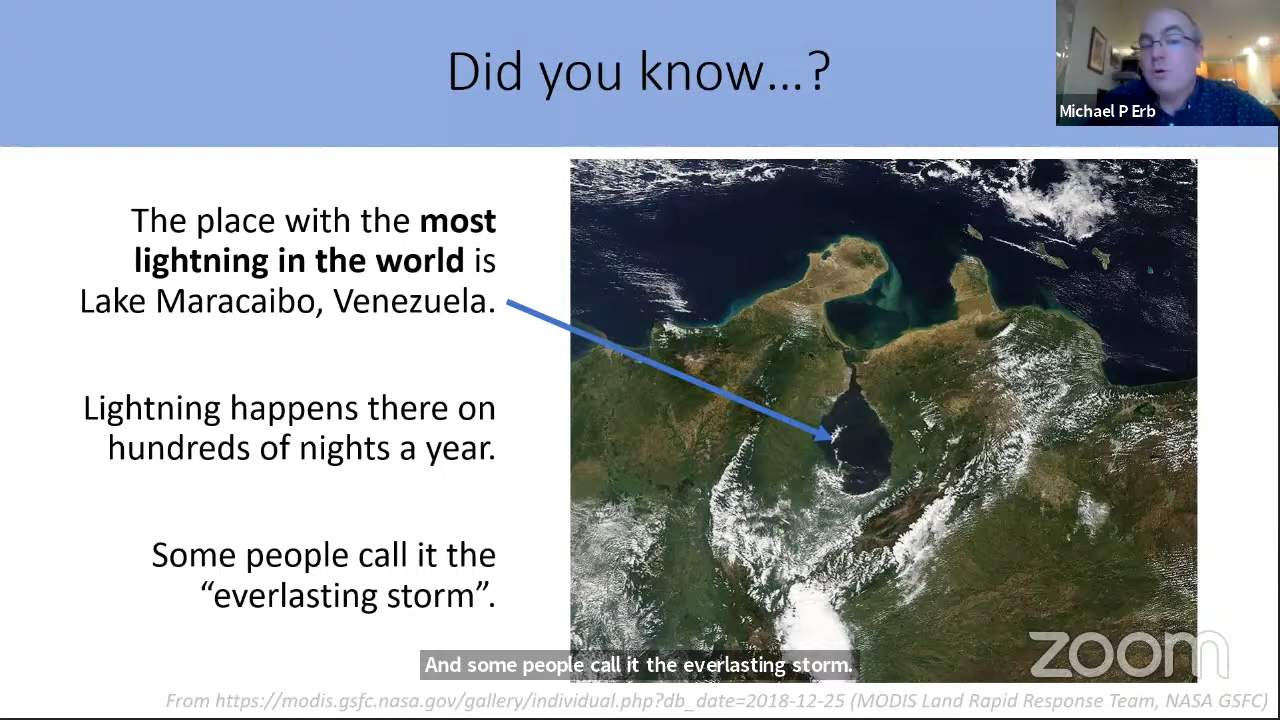 Did you know...?
Michael P Erb
The place with the most
lightning in the world is
Lake Maracaibo, Venezuela.
Lightning happens there on
hundreds of nights a year.
Some people call it the
“everlasting storm”.
And some people call it the everlasting storm.
zoom
From https://modis.gsfc.nasa.gov/gallery/individual.php?db_date=2018-12-25 (MODIS Land Rapid Response Team, NASA GSFC)